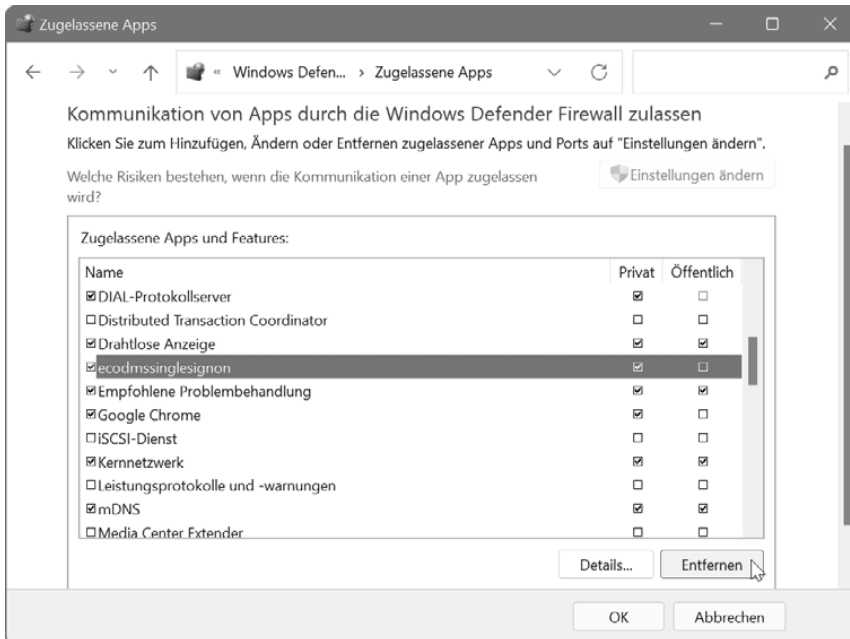 Zugelassene Apps
« Windows Defen... > Zugelassene Apps
Kommunikation von Apps durch die Windows Defender Firewall zulassen
Klicken Sie zum Hinzufügen, Ändern oder Entfernen zugelassener Apps und Ports auf "Einstellungen ändern".
Welche Risiken bestehen, wenn die Kommunikation einer App zugelassen
wird?
Einstellungen ändern
Zugelassene Apps und Features:
Name Privat Öffentlich
DIAL-Protokollserver
Distributed Transaction Coordinator
Drahtlose Anzeige
ecodmssinglesignon
Empfohlene Problembehandlung
Google Chrome
iSCSI-Dienst
Kernnetzwerk
Leistungsprotokolle und -warnungen
mDNS
Media Center Extender
Details... Entfernen
OK Abbrechen